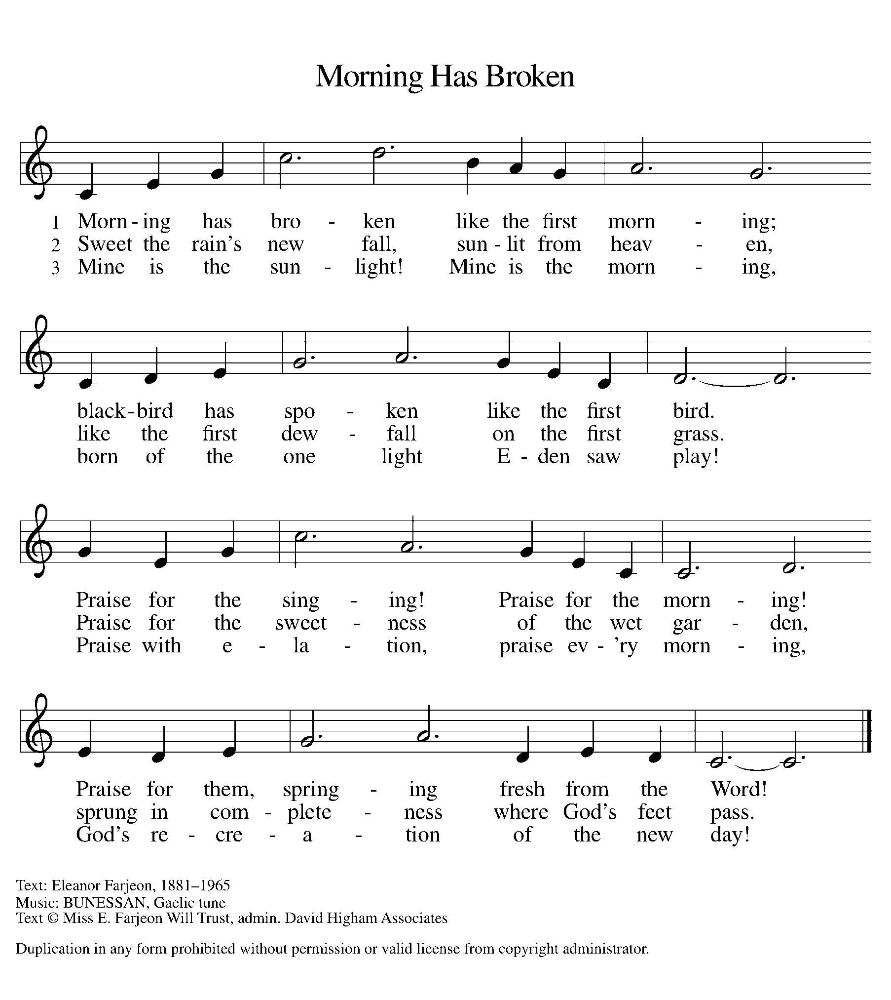 Morning Has Broken
1 Morn - ing has bro - ken like the first morn - ing;
2 Sweet the rain’s new fall, sun - lit from heav - en,
3 Mine is the sun - light! Mine is the morn - ing,
black - bird has spo - ken like the first bird.
like the first dew - fall on the first grass.
born of the one light E - den saw play!
Praise for the sing - ing! Praise for the morn - ing!
Praise for the sweet - ness of the wet gar - den,
Praise with e - la - tion, praise ev - ’ry morn - ing,
Praise for them, spring - ing fresh from the Word!
sprung in com - plete - ness where God’s feet pass.
God’s re - cre - a - tion of the new day!
Text: Eleanor Farjeon, 1881–1965
Music: BUNESSAN, Gaelic tune
Text © Miss E. Farjeon Will Trust, admin. David Higham Associates
Duplication in any form prohibited without permission or valid license from copyright administrator.